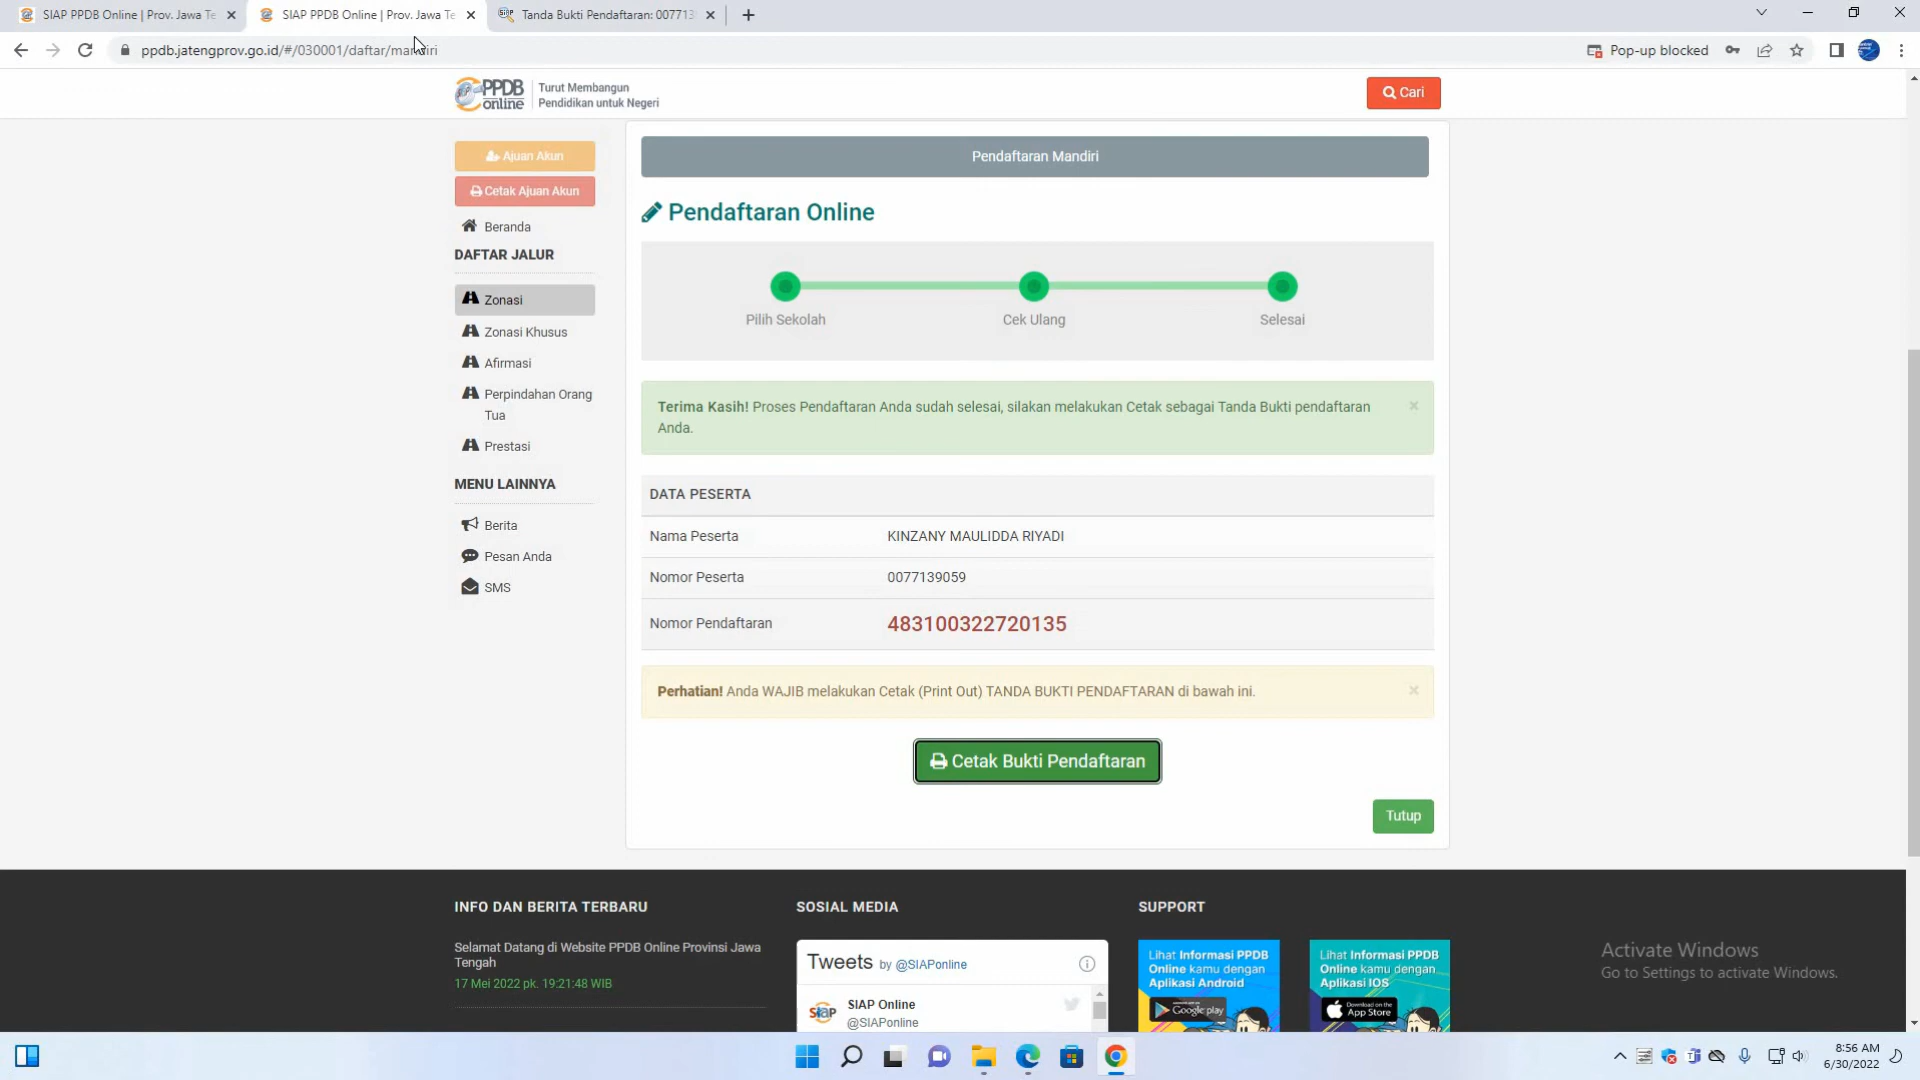 SIAP PPDB Online | Prov. Jawa Te
SIAP PPDB Online | Prov. Jawa Te
Tanda Bukti Pendaftaran: 007713
ppdb.jatengprov.go.id/#/030001/daftar/mandiri
Pop-up blocked
PPDB online
Turut Membangun
Pendidikan untuk Negeri
Cari
Ajuan Akun
Cetak Ajuan Akun
Beranda
DAFTAR JALUR
Zonasi
Zonasi Khusus
Afirmasi
Perpindahan Orang
Tua
Prestasi
MENU LAINNYA
Berita
Pesan Anda
SMS
Pendaftaran Mandiri
Pendaftaran Online
Pilih Sekolah
Cek Ulang
Selesai
Terima Kasih! Proses Pendaftaran Anda sudah selesai, silakan melakukan Cetak sebagai Tanda Bukti pendaftaran
Anda.
DATA PESERTA
Nama Peserta KINZANY MAULIDDA RIYADI
Nomor Peserta 0077139059
Nomor Pendaftaran 483100322720135
Perhatian! Anda WAJIB melakukan Cetak (Print Out) TANDA BUKTI PENDAFTARAN di bawah ini.
Cetak Bukti Pendaftaran
Tutup
INFO DAN BERITA TERBARU
Selamat Datang di Website PPDB Online Provinsi Jawa
Tengah
17 Mei 2022 pk. 19:21:48 WIB
SOSIAL MEDIA
Tweets by @SIAPonline
SIAP Online
@SIAPonline
SUPPORT
Lihat Informasi PPDB
Online kamu dengan
Aplikasi Android
Google play
Lihat Informasi PPDB
Online kamu dengan
Aplikasi IOS
Download on the
App Store
Activate Windows
Go to Settings to activate Windows.
8:56 AM
6/30/2022